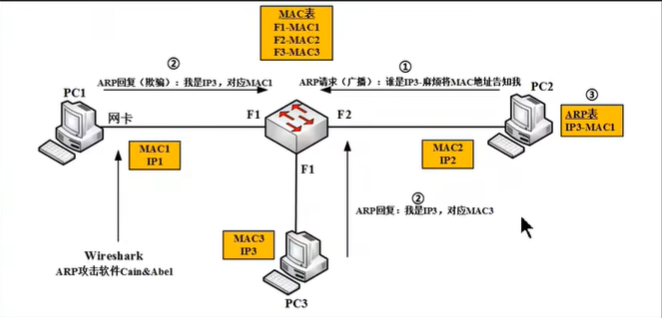 MAC表
F1-MAC1
F2-MAC2
F3-MAC3
②
ARP回复（欺骗）：我是IP3，对应MAC1
①
ARP请求（广播）：谁是IP3-麻烦将MAC地址告知我
PC1
PC2
③
ARP表
IP3-MAC1
网卡
F1
F2
MAC1
IP1
MAC2
IP2
F1
②
ARP回复：我是IP3，对应MAC3
MAC3
IP3
Wireshark
ARP攻击软件Cain&Abel
PC3